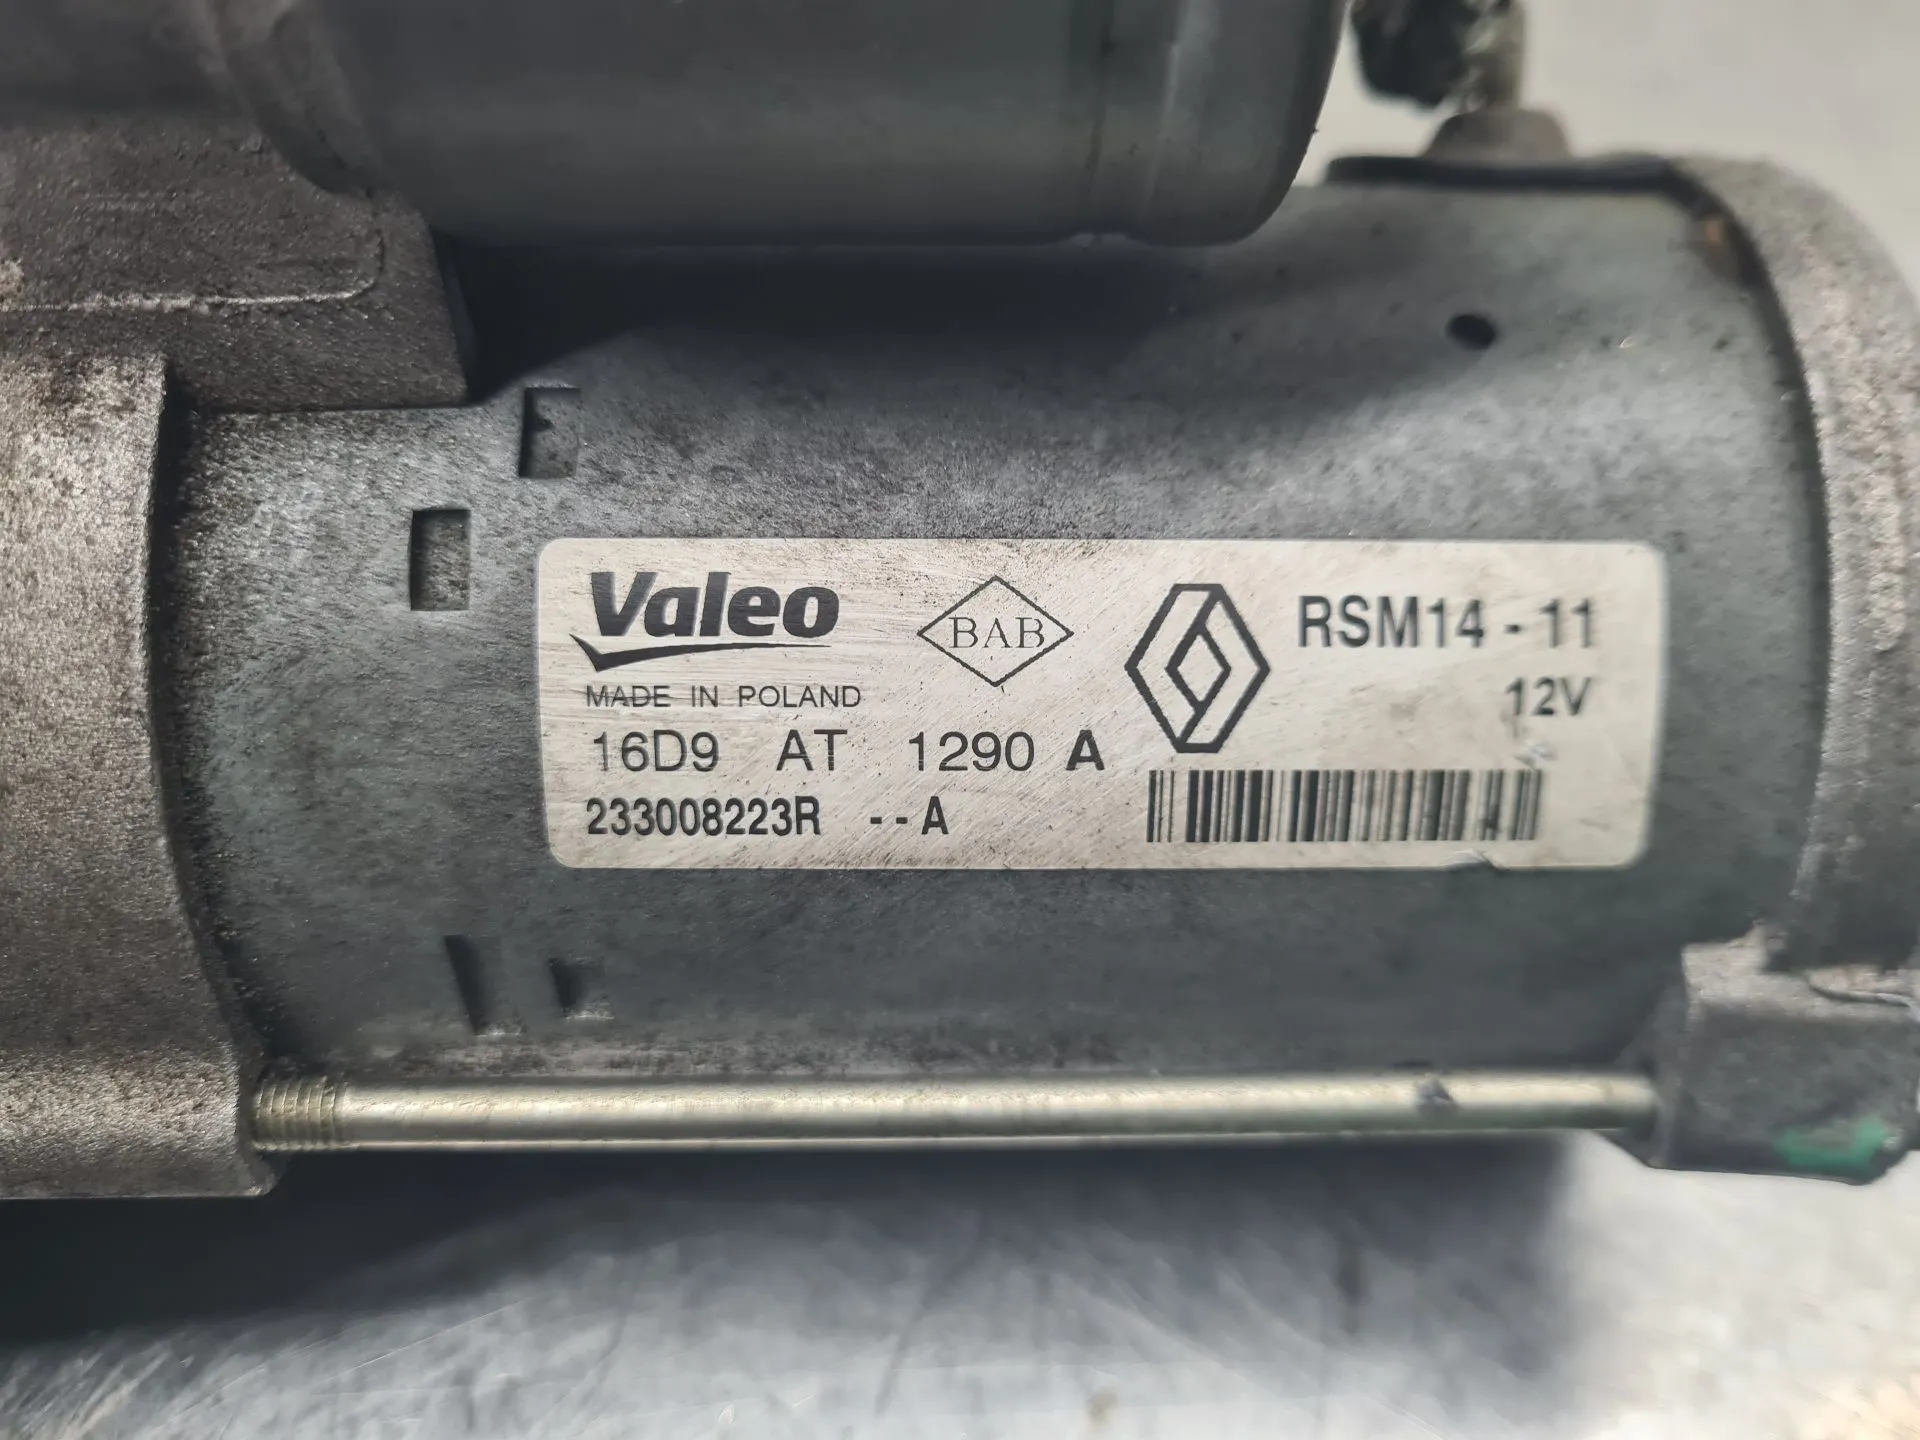 Valeo
BAB
RSM14 - 11
12V
MADE IN POLAND
16D9 AT 1290 A
233008223R --A